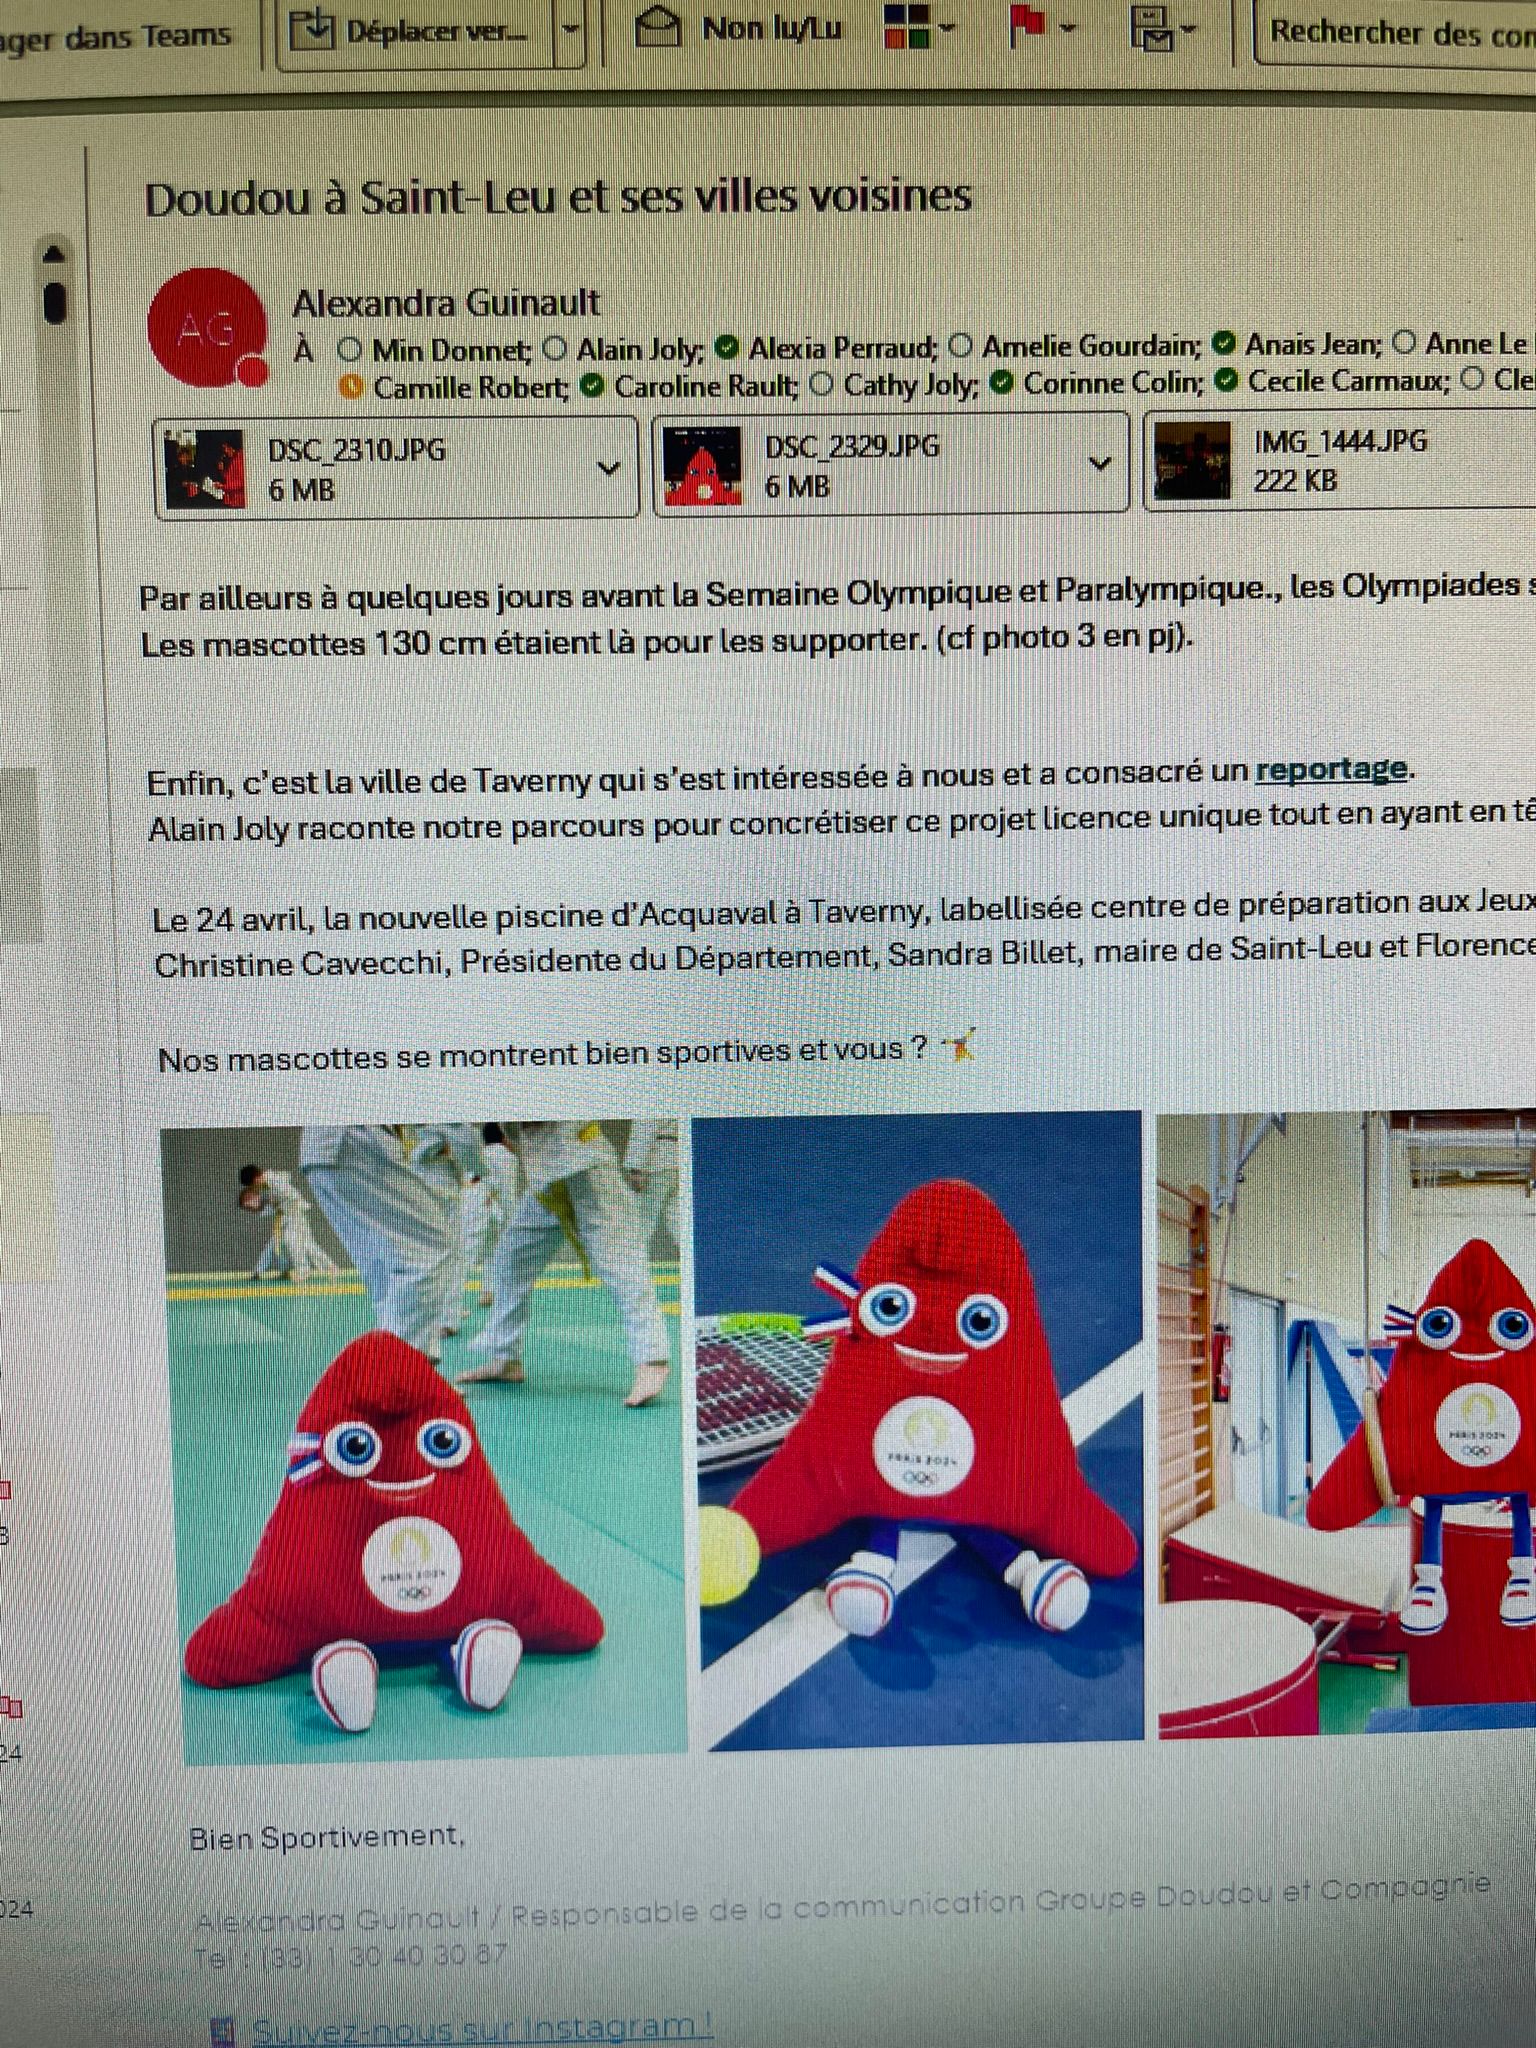 ager dans Teams
Déplacer ver...
Non lu/Lu
Rechercher des con
Doudou à Saint-Leu et ses villes voisines
AG
Alexandra Guinault
À Min Donnet; Alain Joly; Alexia Perraud; Amelie Gourdain; Anais Jean; Anne Le
Camille Robert; Caroline Rault; Cathy Joly; Corinne Colin; Cecile Carmaux; Cle
DSC_2310.JPG
6 MB
DSC_2329.JPG
6 MB
IMG_1444.JPG
222 KB
Par ailleurs à quelques jours avant la Semaine Olympique et Paralympique., les Olympiades s
Les mascottes 130 cm étaient là pour les supporter. (cf photo 3 en pj).
Enfin, c'est la ville de Taverny qui s'est intéressée à nous et a consacré un reportage.
Alain Joly raconte notre parcours pour concrétiser ce projet licence unique tout en ayant en tê
Le 24 avril, la nouvelle piscine d'Acquaval à Taverny, labellisée centre de préparation aux Jeux
Christine Cavecchi, Présidente du Département, Sandra Billet, maire de Saint-Leu et Florence
Nos mascottes se montrent bien sportives et vous ?
PARIS 2024
PARIS 2024
PARIS 2024
Bien Sportivement,
Alexandra Guinault / Responsable de la communication Groupe Doudou et Compagnie
Tel : (33) 1 30 40 30 87
Suivez-nous sur Instagram !
3
24
024